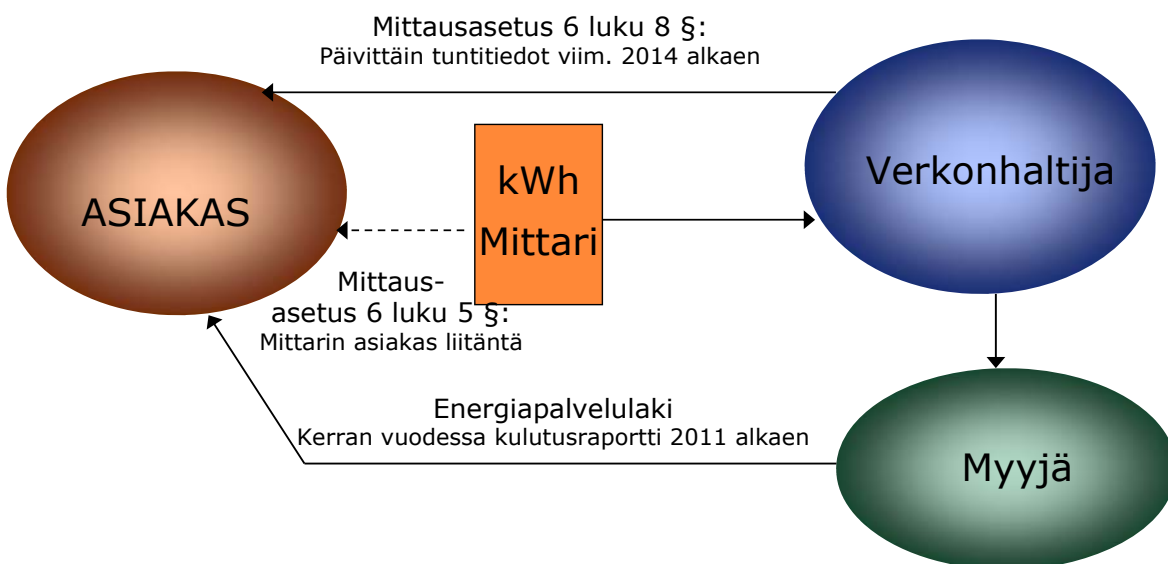 Mittausasetus 6 luku 8 §:
Päivittäin tuntitiedot viim. 2014 alkaen
ASIAKAS
kWh
Mittari
Verkonhaltija
Mittaus-
asetus 6 luku 5 §:
Mittarin asiakas liitäntä
Energiapalvelulaki
Kerran vuodessa kulutusraportti 2011 alkaen
Myyjä